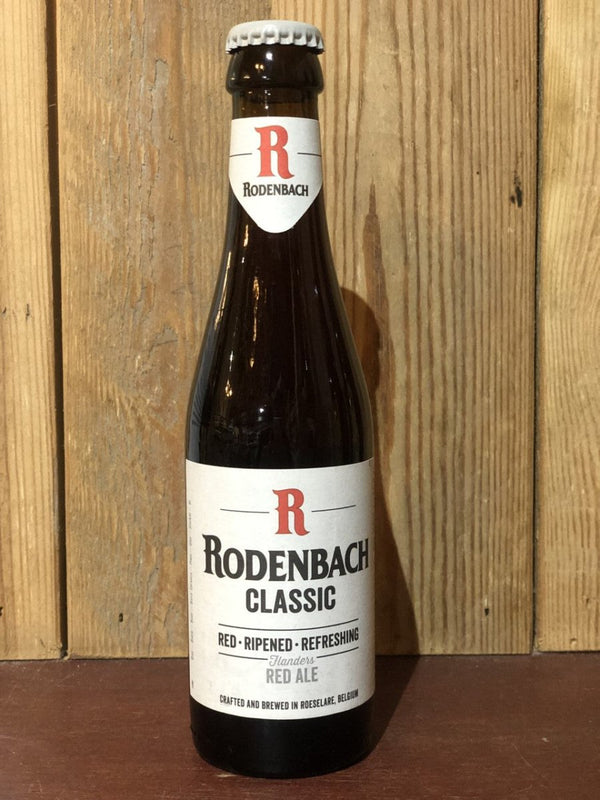 R
RODENBACH
R
RODENBACH
CLASSIC
RED • RIPENED • REFRESHING
Flanders
RED ALE
CRAFTED AND BREWED IN ROESELARE, BELGIUM